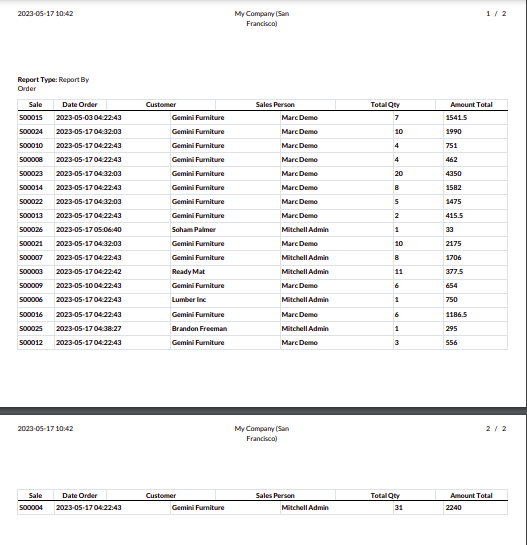 2023-05-17 10:42 My Company (San 1 / 2
Francisco)
Report Type: Report By
Order
Sale Date Order Customer Sales Person Total Qty Amount Total
S00015 2023-05-03 04:22:43 Gemini Furniture Marc Demo 7 1541.5
S00024 2023-05-17 04:32:03 Gemini Furniture Marc Demo 10 1990
S00010 2023-05-17 04:22:43 Gemini Furniture Marc Demo 4 751
S00008 2023-05-17 04:22:43 Gemini Furniture Marc Demo 4 462
S00023 2023-05-17 04:32:03 Gemini Furniture Marc Demo 20 4350
S00014 2023-05-17 04:22:43 Gemini Furniture Marc Demo 8 1582
S00022 2023-05-17 04:32:03 Gemini Furniture Marc Demo 5 1475
S00013 2023-05-17 04:22:43 Gemini Furniture Marc Demo 2 415.5
S00026 2023-05-17 05:06:40 Soham Palmer Mitchell Admin 1 33
S00021 2023-05-17 04:32:03 Gemini Furniture Marc Demo 10 2175
S00007 2023-05-17 04:22:43 Gemini Furniture Mitchell Admin 8 1706
S00003 2023-05-17 04:22:42 Ready Mat Mitchell Admin 11 377.5
S00009 2023-05-10 04:22:43 Gemini Furniture Marc Demo 6 654
S00006 2023-05-17 04:22:43 Lumber Inc Mitchell Admin 1 750
S00016 2023-05-17 04:22:43 Gemini Furniture Marc Demo 6 1186.5
S00025 2023-05-17 04:38:27 Brandon Freeman Mitchell Admin 1 295
S00012 2023-05-17 04:22:43 Gemini Furniture Marc Demo 3 556
2023-05-17 10:42 My Company (San 2 / 2
Francisco)
Sale Date Order Customer Sales Person Total Qty Amount Total
S00004 2023-05-17 04:22:43 Gemini Furniture Mitchell Admin 31 2240